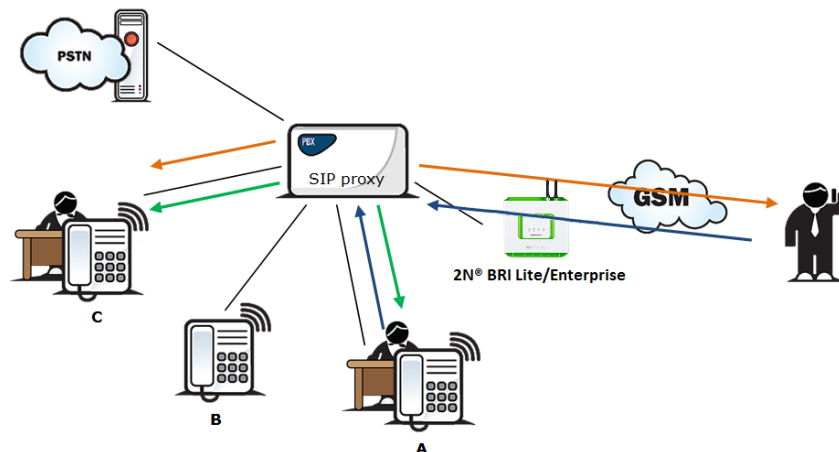 PSTN
PBX
SIP proxy
GSM
2N® BRI Lite/Enterprise
C
B
A